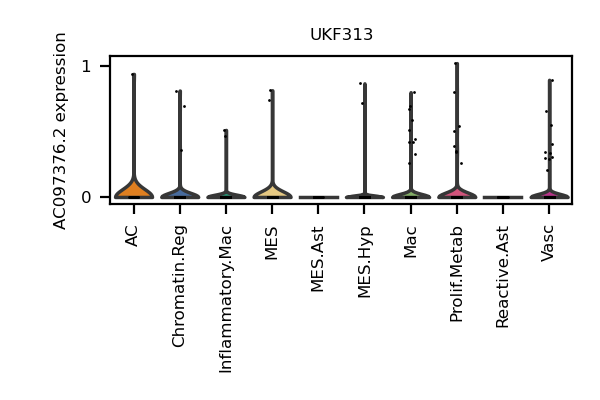 UKF313
AC097376.2 expression
1
0
AC
Chromatin.Reg
Inflammatory.Mac
MES
MES.Ast
MES.Hyp
Mac
Prolif.Metab
Reactive.Ast
Vasc